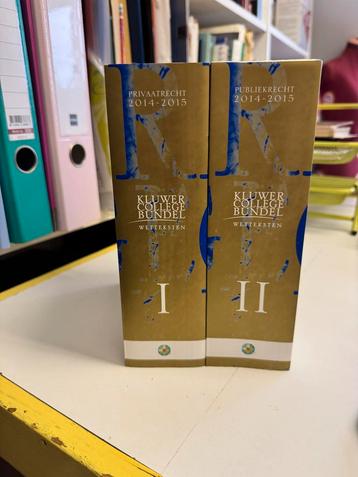 PRIVAATRECHT
2014-2015
KLUWER
COLLEGE
BUNDEL
WETTEKSTEN
I
PUBLIEKRECHT
2014-2015
KLUWER
COLLEGE
BUNDEL
WETTEKSTEN
II